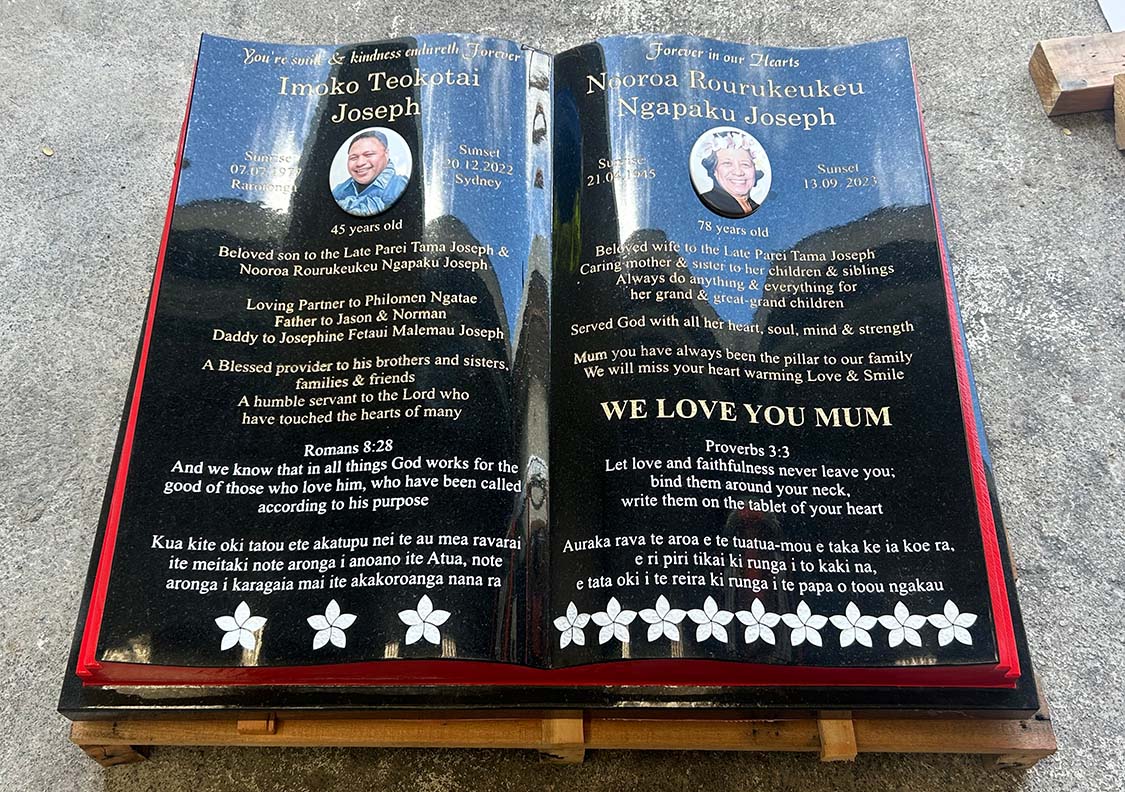 You're smile & kindness endureth Forever
Imoko Teokotai
Joseph
Sunrise
Rarotonga
Sunset
20.12.2022
Sydney
45 years old
Beloved son to the Late Parei Tama Joseph &
Nooroa Rourukeukeu Ngapaku Joseph
Loving Partner to Philomen Ngatae
Father to Jason & Norman
Daddy to Josephine Fetaui Malemau Joseph
A Blessed provider to his brothers and sisters,
families & friends
A humble servant to the Lord who
have touched the hearts of many
Romans 8:28
And we know that in all things God works for the
good of those who love him, who have been called
according to his purpose
Kua kite oki tatou ete akatupu nei te au mea ravarai
ite meitaki note aronga i anoano ite Atua, note
aronga i karagaia mai ite akakoroanga nana ra
Forever in our Hearts
Nooroa Rourukeukeu
Ngapaku Joseph
Sunrise
Sunset
13.09.2023
78 years old
Beloved wife to the Late Parei Tama Joseph
Caring mother & sister to her children & siblings
Always do anything & everything for
her grand & great-grand children
Served God with all her heart, soul, mind & strength
Mum you have always been the pillar to our family
We will miss your heart warming Love & Smile
WE LOVE YOU MUM
Proverbs 3:3
Let love and faithfulness never leave you;
bind them around your neck,
write them on the tablet of your heart
Auraka rava te aroa e te tuatua-mou e taka ke ia koe ra,
e ri piri tikai ki runga i to kaki na,
e tata oki i te reira ki runga i te papa o toou ngakau